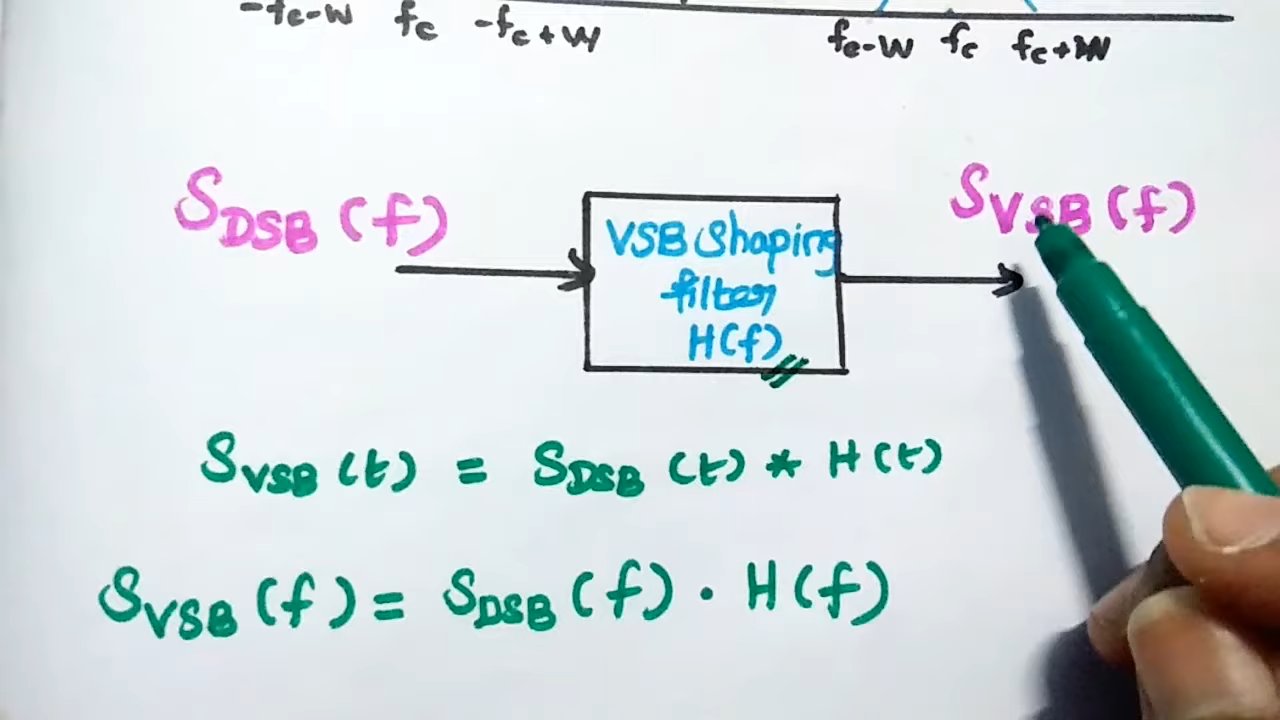 -fc-W fc -fc+W fc-W fc fc+W
SDSB(f) SVSB(f)
VSB Shaping
filter
H(f)
SVSB(t) = SDSB(t) * H(t)
SVSB(f) = SDSB(f) . H(f)